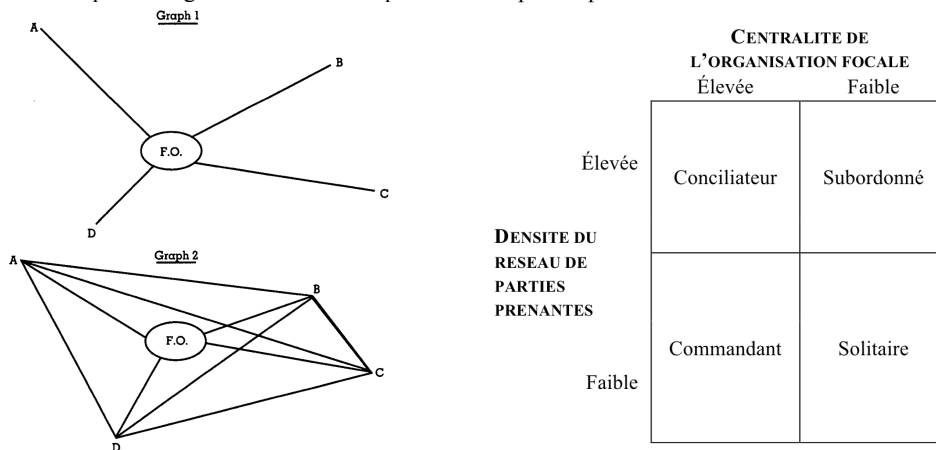 Graph 1
A
B
F.O.
C
D
Graph 2
A
B
F.O.
C
D
CENTRALITE DE
L'ORGANISATION FOCALE
Élevée Faible
Élevée
Conciliateur Subordonné
DENSITE DU
RESEAU DE
PARTIES
PRENANTES
Commandant Solitaire
Faible